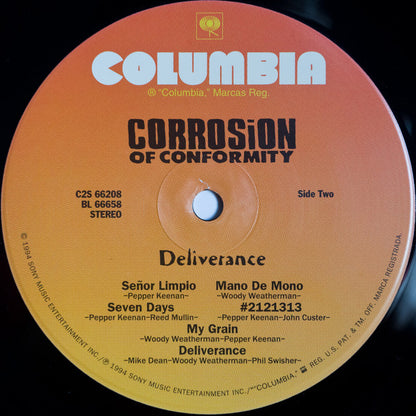 COLUMBIA
® "Columbia," Marcas Reg.
CORROSiON
OF CONFORMITY
C2S 66208
BL 66658
STEREO
Side Two
Deliverance
Señor Limpio
~Pepper Keenan~
Mano De Mono
~Woody Weatherman~
Seven Days
~Pepper Keenan~Reed Mullin~
#2121313
~Pepper Keenan~John Custer~
My Grain
~Woody Weatherman~Pepper Keenan~
Deliverance
~Mike Dean~Woody Weatherman~Phil Swisher~
© 1994 SONY MUSIC ENTERTAINMENT INC./℗ 1994 SONY MUSIC ENTERTAINMENT INC./"COLUMBIA," REG. U.S. PAT. & TM. OFF. MARCA REGISTRADA.